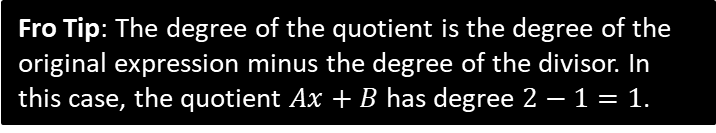 Fro Tip: The degree of the quotient is the degree of the
original expression minus the degree of the divisor. In
this case, the quotient Ax + B has degree 2 − 1 = 1.